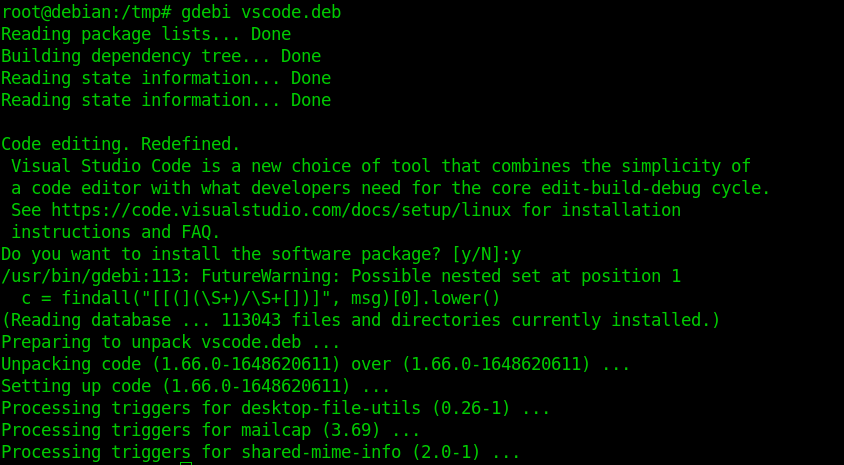 root@debian:/tmp# gdebi vscode.deb
Reading package lists... Done
Building dependency tree... Done
Reading state information... Done
Reading state information... Done

Code editing. Redefined.
 Visual Studio Code is a new choice of tool that combines the simplicity of
 a code editor with what developers need for the core edit-build-debug cycle.
 See https://code.visualstudio.com/docs/setup/linux for installation
 instructions and FAQ.
Do you want to install the software package? [y/N]:y
/usr/bin/gdebi:113: FutureWarning: Possible nested set at position 1
  c = findall("[[(](\S+)/\S+[])]", msg)[0].lower()
(Reading database ... 113043 files and directories currently installed.)
Preparing to unpack vscode.deb ...
Unpacking code (1.66.0-1648620611) over (1.66.0-1648620611) ...
Setting up code (1.66.0-1648620611) ...
Processing triggers for desktop-file-utils (0.26-1) ...
Processing triggers for mailcap (3.69) ...
Processing triggers for shared-mime-info (2.0-1) ...